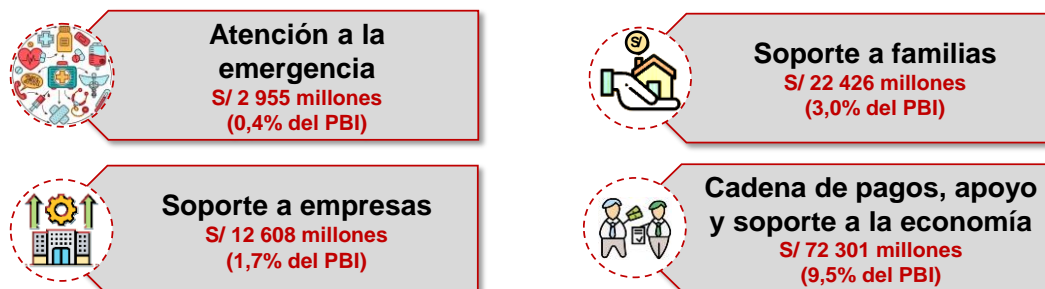 Atención a la
emergencia
S/ 2 955 millones
(0,4% del PBI)
S/
Soporte a familias
S/ 22 426 millones
(3,0% del PBI)
Soporte a empresas
S/ 12 608 millones
(1,7% del PBI)
Cadena de pagos, apoyo
y soporte a la economía
S/ 72 301 millones
(9,5% del PBI)